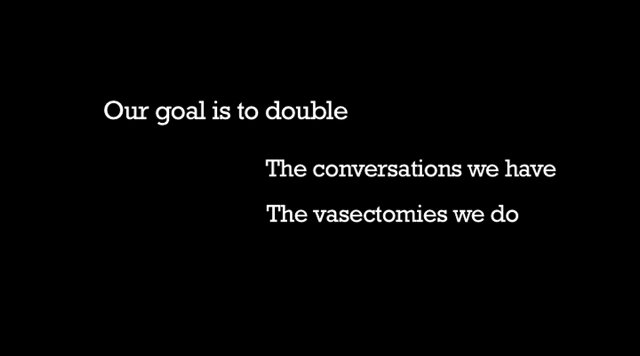 Our goal is to double
The conversations we have
The vasectomies we do